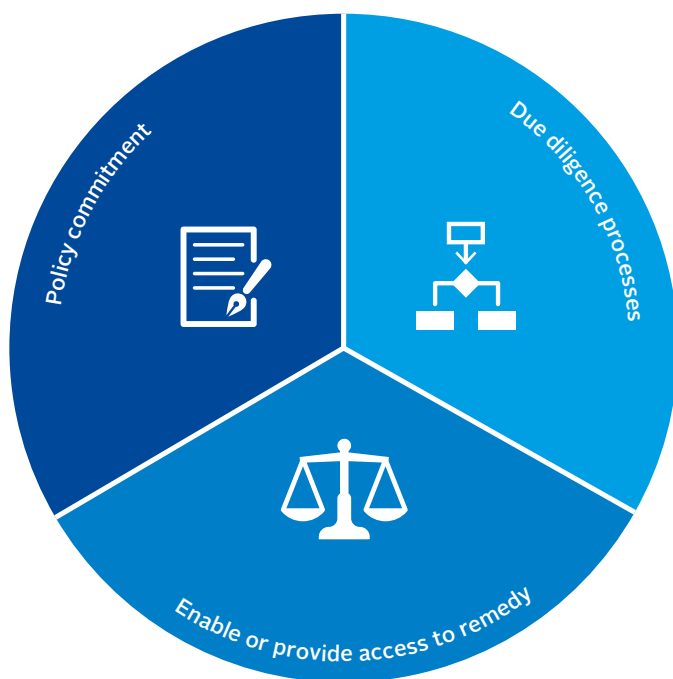 Policy commitment
Due diligence processes
Enable or provide access to remedy